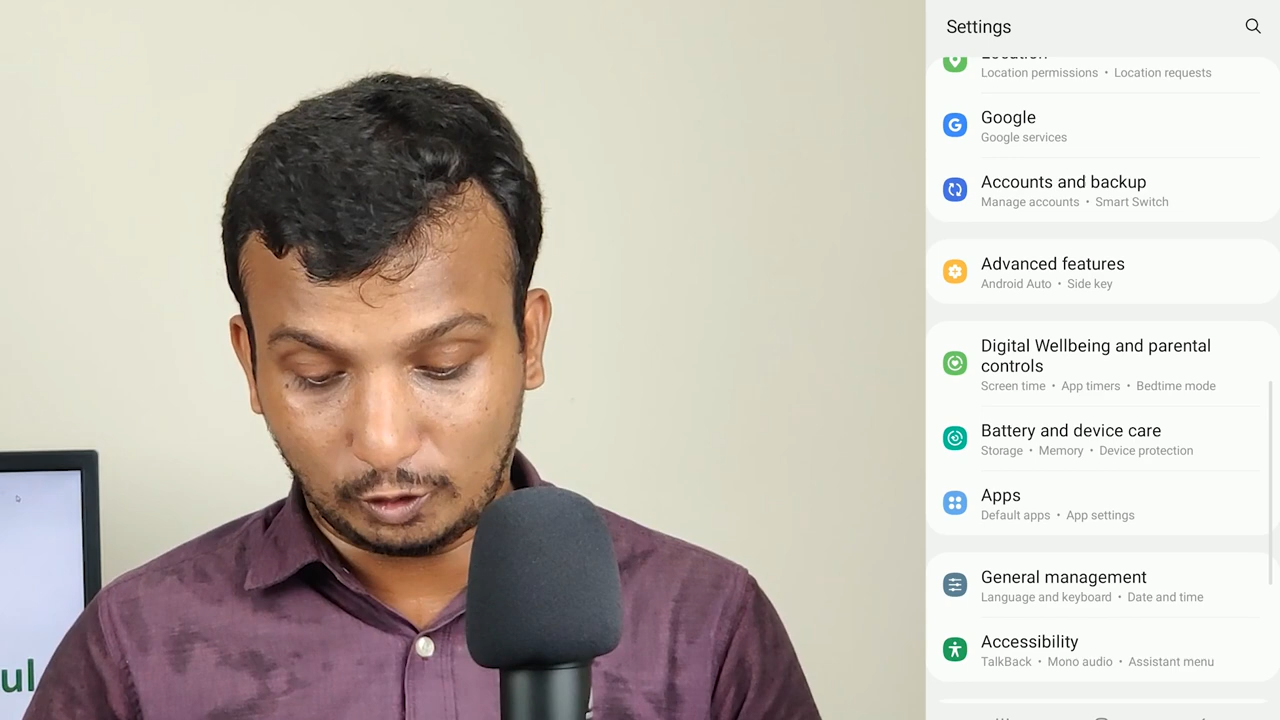 Settings
Location
Location permissions • Location requests
Google
Google services
Accounts and backup
Manage accounts • Smart Switch
Advanced features
Android Auto • Side key
Digital Wellbeing and parental
controls
Screen time • App timers • Bedtime mode
Battery and device care
Storage • Memory • Device protection
Apps
Default apps • App settings
General management
Language and keyboard • Date and time
Accessibility
TalkBack • Mono audio • Assistant menu
ul